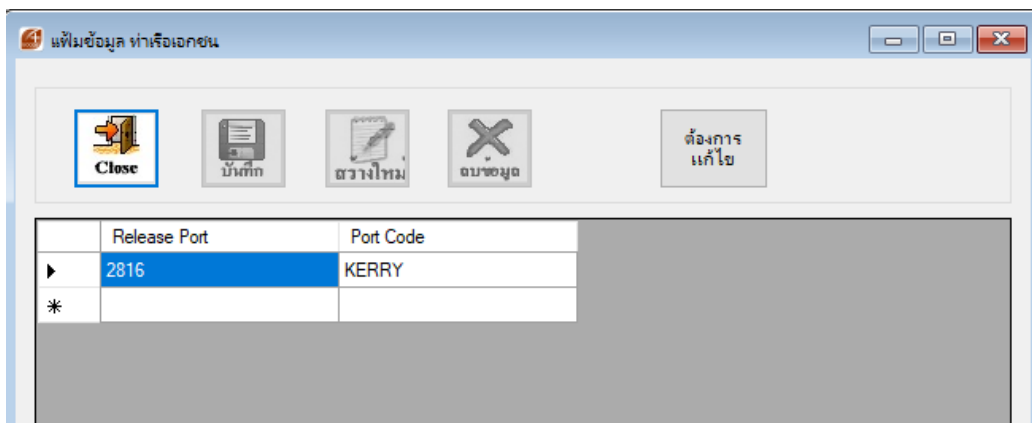 แฟ้มข้อมูล ท่าเรือเอกชน
Close
บันทึก
สร้างใหม่
ลบข้อมูล
ต้องการ
แก้ไข
Release Port Port Code
2816 KERRY